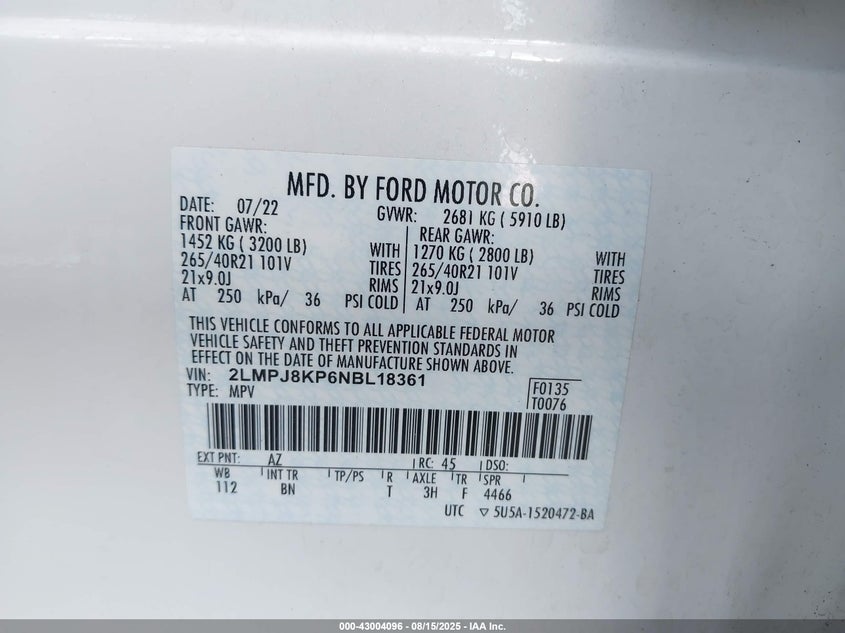 MFD. BY FORD MOTOR CO.
DATE: 07/22 GVWR: 2681 KG ( 5910 LB)
FRONT GAWR: REAR GAWR:
1452 KG ( 3200 LB) WITH 1270 KG ( 2800 LB) WITH
265/40R21 101V TIRES 265/40R21 101V TIRES
21x9.0J RIMS 21x9.0J RIMS
AT 250 kPa/ 36 PSI COLD AT 250 kPa/ 36 PSI COLD
THIS VEHICLE CONFORMS TO ALL APPLICABLE FEDERAL MOTOR
VEHICLE SAFETY AND THEFT PREVENTION STANDARDS IN
EFFECT ON THE DATE OF MANUFACTURE SHOWN ABOVE.
VIN: 2LMPJ8KP6NBL18361 F0135
TYPE: MPV T0076
EXT PNT: AZ RC: 45 DSO:
WB INT TR TP/PS R AXLE TR SPR
112 BN T 3H F 4466
UTC ▽ 5U5A-1520472-BA
000-43004096 - 08/15/2025 - IAA Inc.